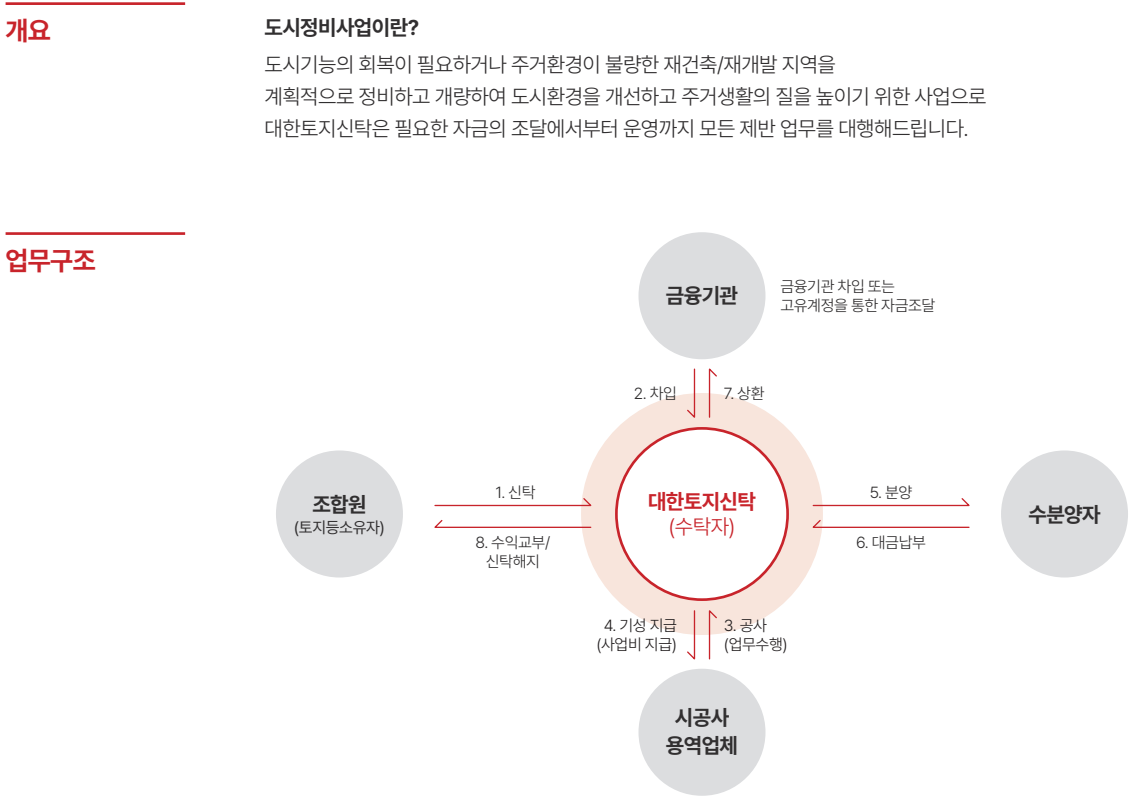 개요
도시정비사업이란?
도시기능의 회복이 필요하거나 주거환경이 불량한 재건축/재개발 지역을
계획적으로 정비하고 개량하여 도시환경을 개선하고 주거생활의 질을 높이기 위한 사업으로
대한토지신탁은 필요한 자금의 조달에서부터 운영까지 모든 제반 업무를 대행해드립니다.
업무구조
금융기관
금융기관 차입 또는
고유계정을 통한 자금조달
2. 차입
7. 상환
조합원
(토지등소유자)
1. 신탁
8. 수익교부/
신탁해지
대한토지신탁
(수탁자)
5. 분양
6. 대금납부
수분양자
4. 기성 지급
(사업비 지급)
3. 공사
(업무수행)
시공사
용역업체